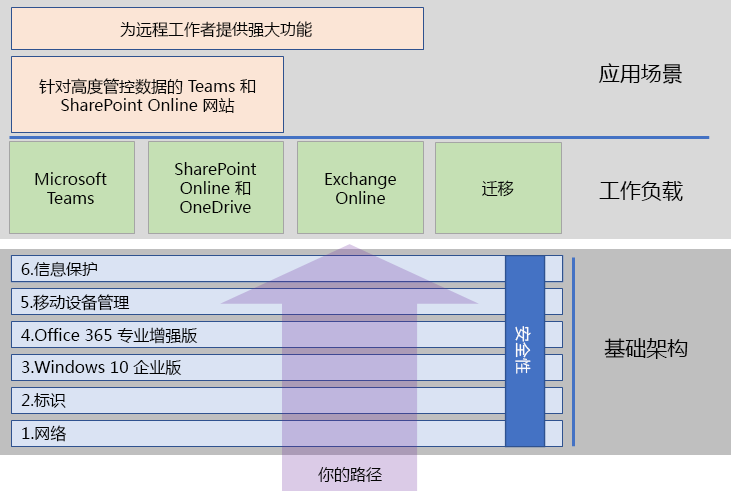 为远程工作者提供强大功能
针对高度管控数据的 Teams 和
SharePoint Online 网站
应用场景
Microsoft
Teams
SharePoint
Online 和
OneDrive
Exchange
Online
迁移
工作负载
6.信息保护
5.移动设备管理
4.Office 365 专业增强版
3.Windows 10 企业版
2.标识
1.网络
安全性
基础架构
你的路径